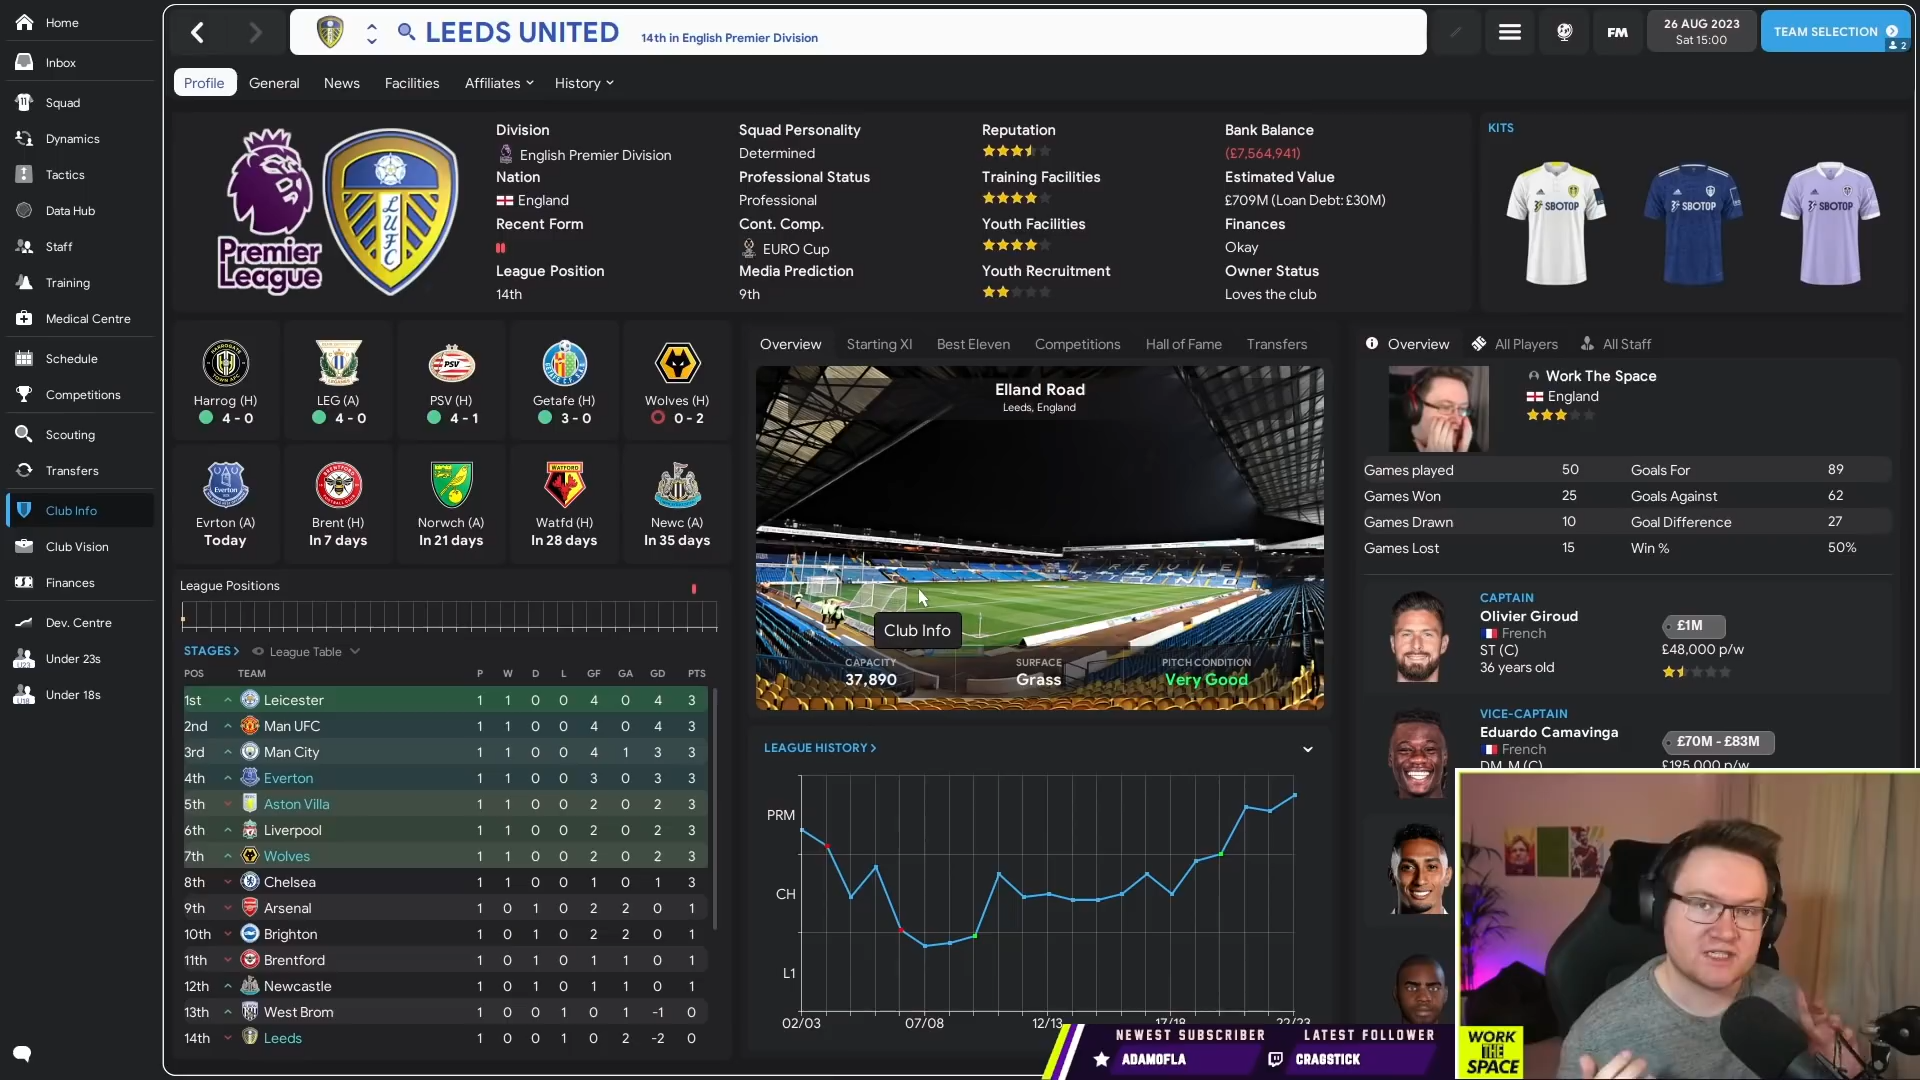 Home
Inbox
Squad
Dynamics
Tactics
Data Hub
Staff
Training
Medical Centre
Schedule
Competitions
Scouting
Transfers
Club Info
Club Vision
Finances
Dev. Centre
Under 23s
Under 18s
LEEDS UNITED
14th in English Premier Division
FM
26 AUG 2023
Sat 15:00
TEAM SELECTION
2
Profile
General
News
Facilities
Affiliates
History
Premier
League
LUFC
Division
English Premier Division
Nation
England
Recent Form
League Position
14th
Squad Personality
Determined
Professional Status
Professional
Cont. Comp.
EURO Cup
Media Prediction
9th
Reputation
Training Facilities
Youth Facilities
Youth Recruitment
Bank Balance
(£7,564,941)
Estimated Value
£709M (Loan Debt: £30M)
Finances
Okay
Owner Status
Loves the club
KITS
SBOTOP
SBOTOP
SBOTOP
Harrog (H)
4 - 0
LEG (A)
4 - 0
PSV (H)
4 - 1
Getafe (H)
3 - 0
Wolves (H)
0 - 2
Evrton (A)
Today
Brent (H)
In 7 days
Norwch (A)
In 21 days
Watfd (H)
In 28 days
Newc (A)
In 35 days
League Positions
STAGES
League Table
POS TEAM P W D L GF GA GD PTS
1st Leicester 1 1 0 0 4 0 4 3
2nd Man UFC 1 1 0 0 4 0 4 3
3rd Man City 1 1 0 0 4 1 3 3
4th Everton 1 1 0 0 3 0 3 3
5th Aston Villa 1 1 0 0 2 0 2 3
6th Liverpool 1 1 0 0 2 0 2 3
7th Wolves 1 1 0 0 2 0 2 3
8th Chelsea 1 1 0 0 1 0 1 3
9th Arsenal 1 0 1 0 2 2 0 1
10th Brighton 1 0 1 0 2 2 0 1
11th Brentford 1 0 1 0 1 1 0 1
12th Newcastle 1 0 1 0 1 1 0 1
13th West Brom 1 0 0 1 0 1 -1 0
14th Leeds 1 0 0 1 0 2 -2 0
Overview
Starting XI
Best Eleven
Competitions
Hall of Fame
Transfers
Elland Road
Leeds, England
Club Info
CAPACITY
37,890
SURFACE
Grass
PITCH CONDITION
Very Good
LEAGUE HISTORY
PRM
CH
L1
02/03
07/08
12/13
17/18
22/23
Overview
All Players
All Staff
Work The Space
England
Games played 50 Goals For 89
Games Won 25 Goals Against 62
Games Drawn 10 Goal Difference 27
Games Lost 15 Win % 50%
CAPTAIN
Olivier Giroud
French
ST (C)
36 years old
£1M
£48,000 p/w
VICE-CAPTAIN
Eduardo Camavinga
French
DM, M (C)
£70M - £83M
£195,000 p/w
NEWEST SUBSCRIBER
ADAMOFLA
LATEST FOLLOWER
CRAGSTICK
WORK
THE
SPACE